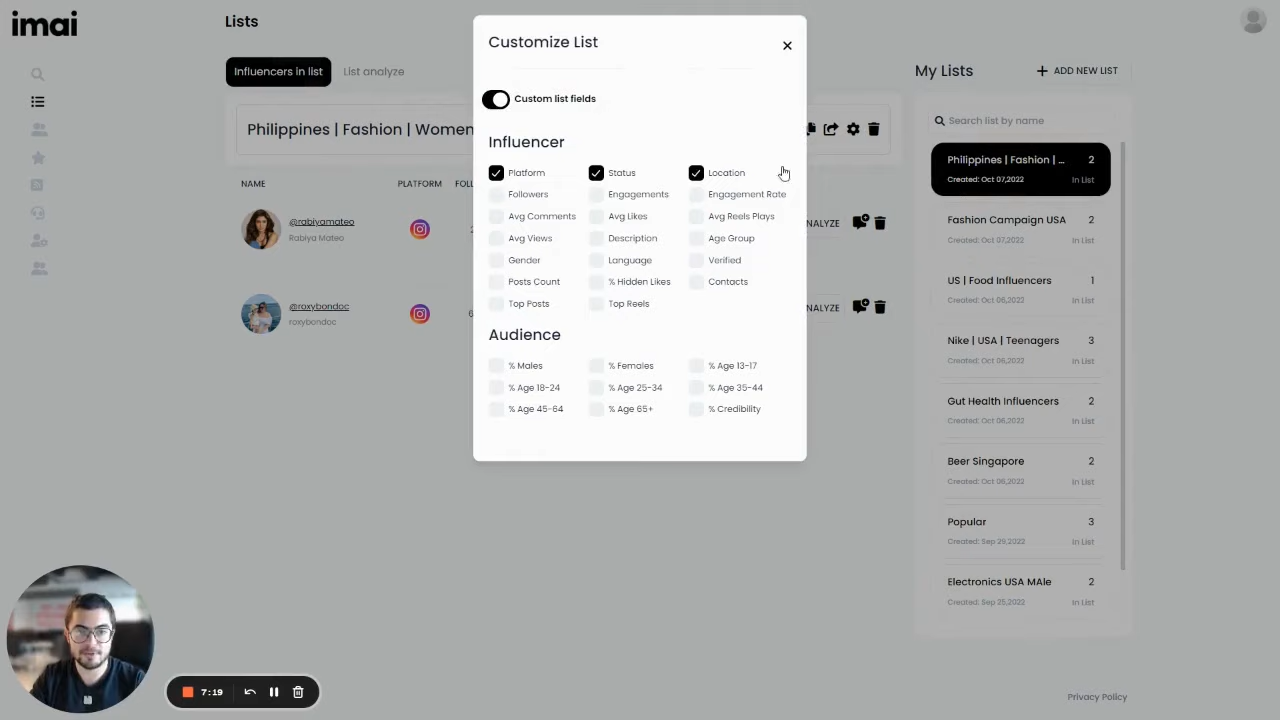 imai
Lists
Influencers in list
List analyze
Philippines | Fashion | Women
NAME
PLATFORM
@rabiyamateo
Rabiya Mateo
@roxybondoc
roxybondoc
7:19
Customize List
Custom list fields
Influencer
Platform Status Location
Followers Engagements Engagement Rate
Avg Comments Avg Likes Avg Reels Plays
Avg Views Description Age Group
Gender Language Verified
Posts Count % Hidden Likes Contacts
Top Posts Top Reels
Audience
% Males % Females % Age 13-17
% Age 18-24 % Age 25-34 % Age 35-44
% Age 45-64 % Age 65+ % Credibility
My Lists
ADD NEW LIST
Search list by name
Philippines | Fashion | ... 2
Created: Oct 07,2022 In List
Fashion Campaign USA 2
Created: Oct 07,2022 In List
US | Food Influencers 1
Created: Oct 06,2022 In List
Nike | USA | Teenagers 3
Created: Oct 06,2022 In List
Gut Health Influencers 2
Created: Oct 06,2022 In List
Beer Singapore 2
Created: Oct 06,2022 In List
Popular 3
Created: Sep 29,2022 In List
Electronics USA MAle 2
Created: Sep 25,2022 In List
Privacy Policy